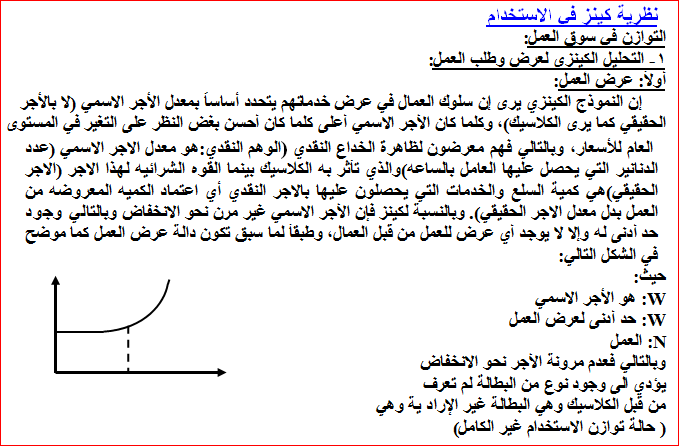 نظرية كينز في الاستخدام
التوازن في سوق العمل:
١- التحليل الكينزي لعرض وطلب العمل:
أولاً: عرض العمل:
إن النموذج الكينزي يرى إن سلوك العمال في عرض خدماتهم يتحدد أساساً بمعدل الأجر الاسمي (لا بالأجر
الحقيقي كما يرى الكلاسيك)، وكلما كان الأجر الاسمي أعلى كلما كان أحسن بغض النظر على التغير في المستوى
العام للأسعار، وبالتالي فهم معرضون لظاهرة الخداع النقدي (الوهم النقدي:هو معدل الاجر الاسمي (عدد
الدنانير التي يحصل عليها العامل بالساعه)والذي تأثر به الكلاسيك بينما القوه الشرائيه لهذا الاجر (الاجر
الحقيقي)هي كمية السلع والخدمات التي يحصلون عليها بالاجر النقدي أي اعتماد الكميه المعروضه من
العمل بدل معدل الاجر الحقيقي). وبالنسبة لكينز فإن الأجر الاسمي غير مرن نحو الانخفاض وبالتالي وجود
حد أدنى له وإلا لا يوجد أي عرض للعمل من قبل العمال، وطبقاً لما سبق تكون دالة عرض العمل كما موضح
في الشكل التالي:
حيث:
W: هو الأجر الاسمي
W: حد أدنى لعرض العمل
N: العمل
وبالتالي فعدم مرونة الأجر نحو الانخفاض
يؤدي الى وجود نوع من البطالة لم تعرف
من قبل الكلاسيك وهي البطالة غير الإراد ية وهي
( حالة توازن الاستخدام غير الكامل)